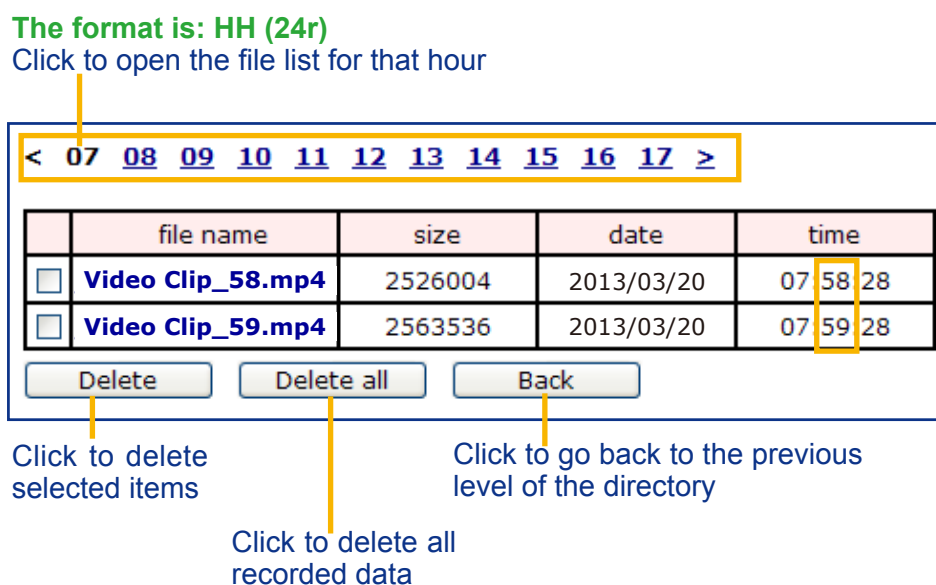 The format is: HH (24r)
Click to open the file list for that hour
< 07 08 09 10 11 12 13 14 15 16 17 >
file name size date time
Video Clip_58.mp4 2526004 2013/03/20 07:58:28
Video Clip_59.mp4 2563536 2013/03/20 07:59:28
Delete Delete all Back
Click to delete
selected items
Click to go back to the previous
level of the directory
Click to delete all
recorded data